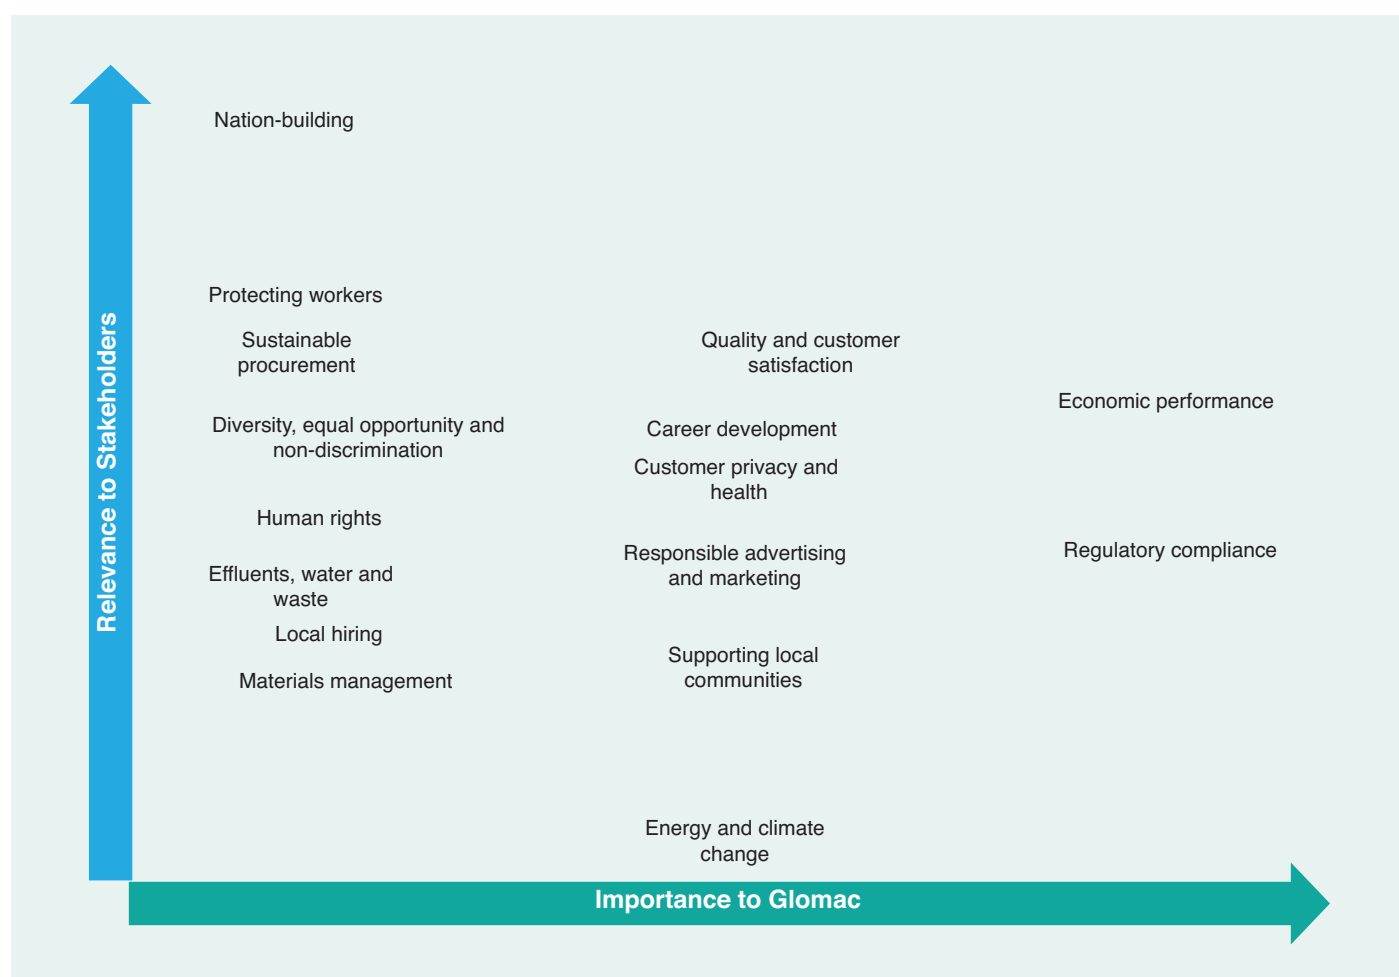 Nation-building
Protecting workers
Sustainable
procurement
Quality and customer
satisfaction
Economic performance
Diversity, equal opportunity and
non-discrimination
Career development
Customer privacy and
health
Human rights
Responsible advertising
and marketing
Regulatory compliance
Effluents, water and
waste
Local hiring
Supporting local
communities
Materials management
Energy and climate
change
Relevance to Stakeholders
Importance to Glomac